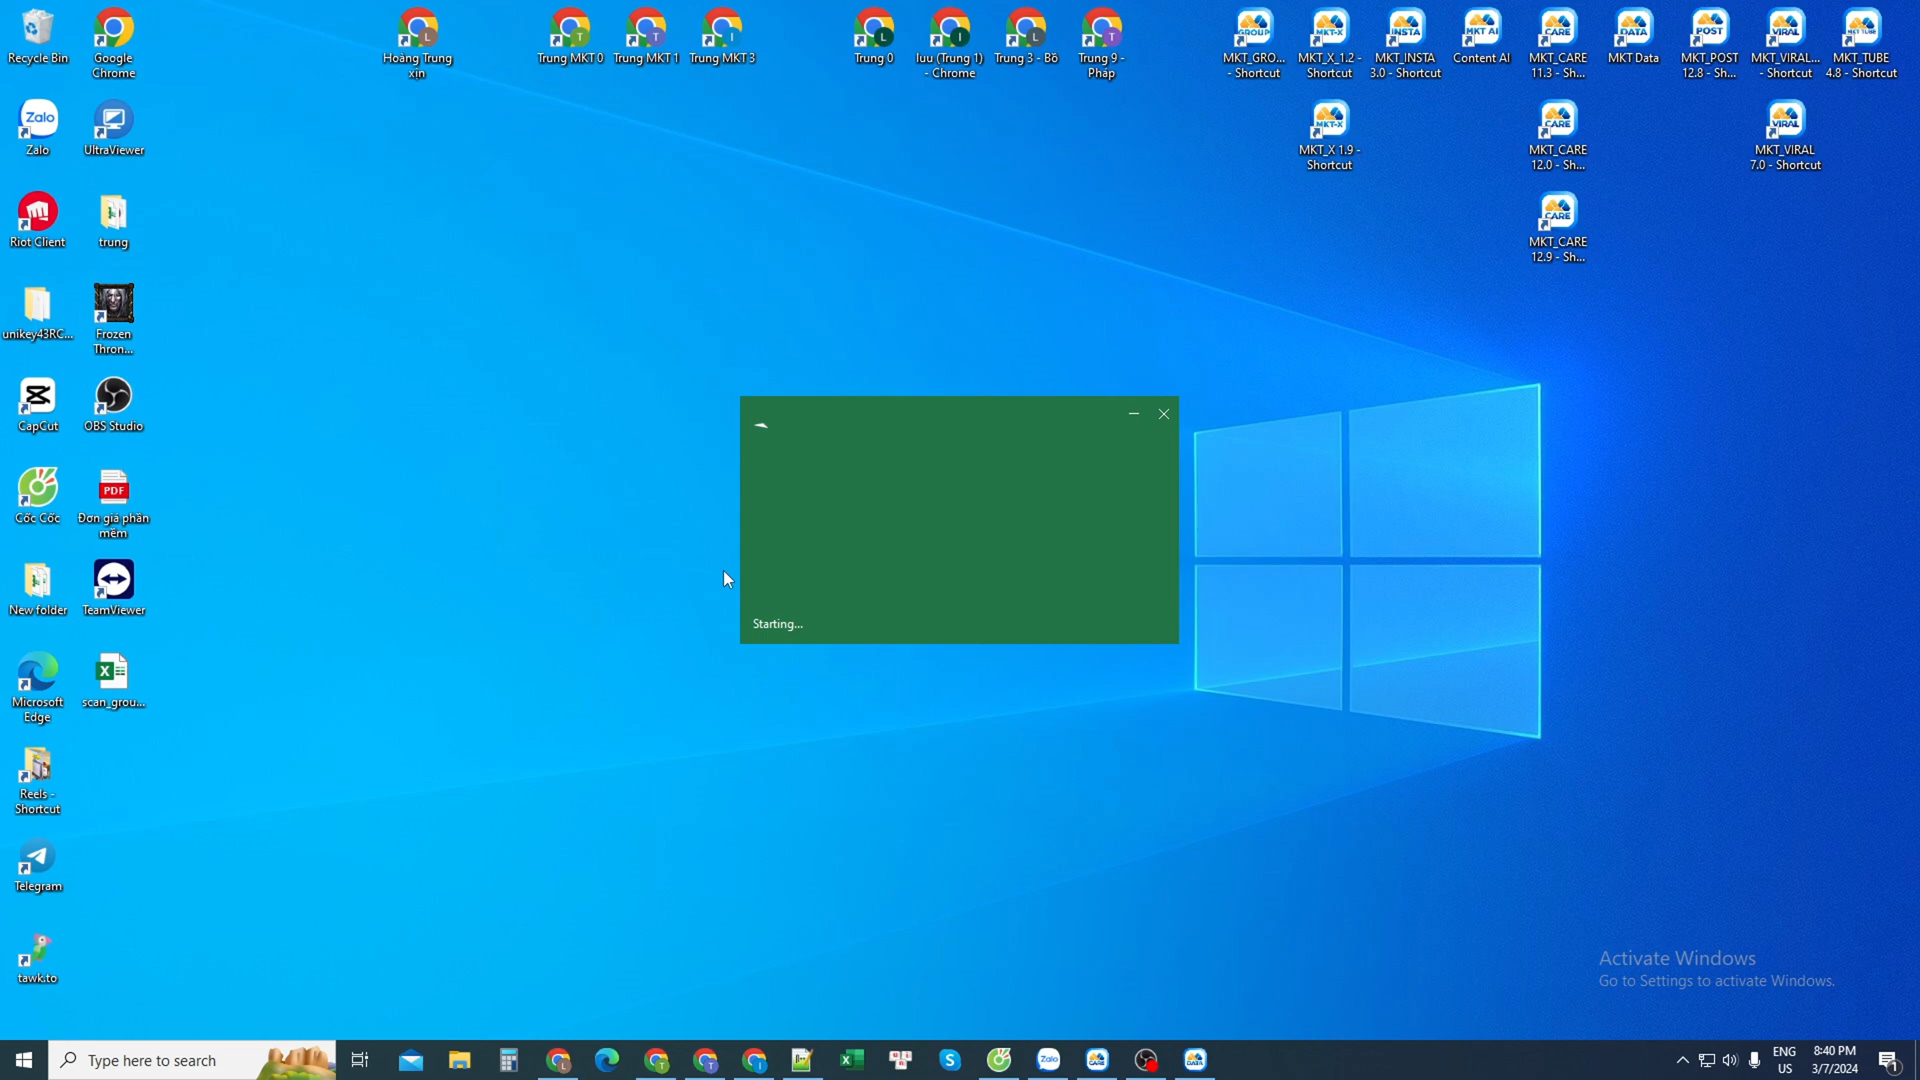 Recycle Bin
Google
Chrome
Hoàng Trung
xin
Trung MKT 0
Trung MKT 1
Trung MKT 3
Trung 0
luu (Trung 1)
- Chrome
Trung 3 - Bồ
Trung 9 -
Pháp
MKT_GRO...
- Shortcut
MKT_X_1.2 -
Shortcut
MKT_INSTA
3.0 - Shortcut
Content AI
MKT_CARE
11.3 - Sh...
MKT Data
MKT_POST
12.8 - Sh...
MKT_VIRAL...
- Shortcut
MKT_TUBE
4.8 - Shortcut
Zalo
Zalo
UltraViewer
MKT_X 1.9 -
Shortcut
MKT_CARE
12.0 - Sh...
MKT_VIRAL
7.0 - Shortcut
Riot Client
trung
MKT_CARE
12.9 - Sh...
unikey43RC...
Frozen
Thron...
CapCut
OBS Studio
Cốc Cốc
PDF
Đơn giá phần
mềm
New folder
TeamViewer
Starting...
Microsoft
Edge
scan_grou...
Reels -
Shortcut
Telegram
tawk.to
Activate Windows
Go to Settings to activate Windows.
Type here to search
ENG
US
8:40 PM
3/7/2024
1